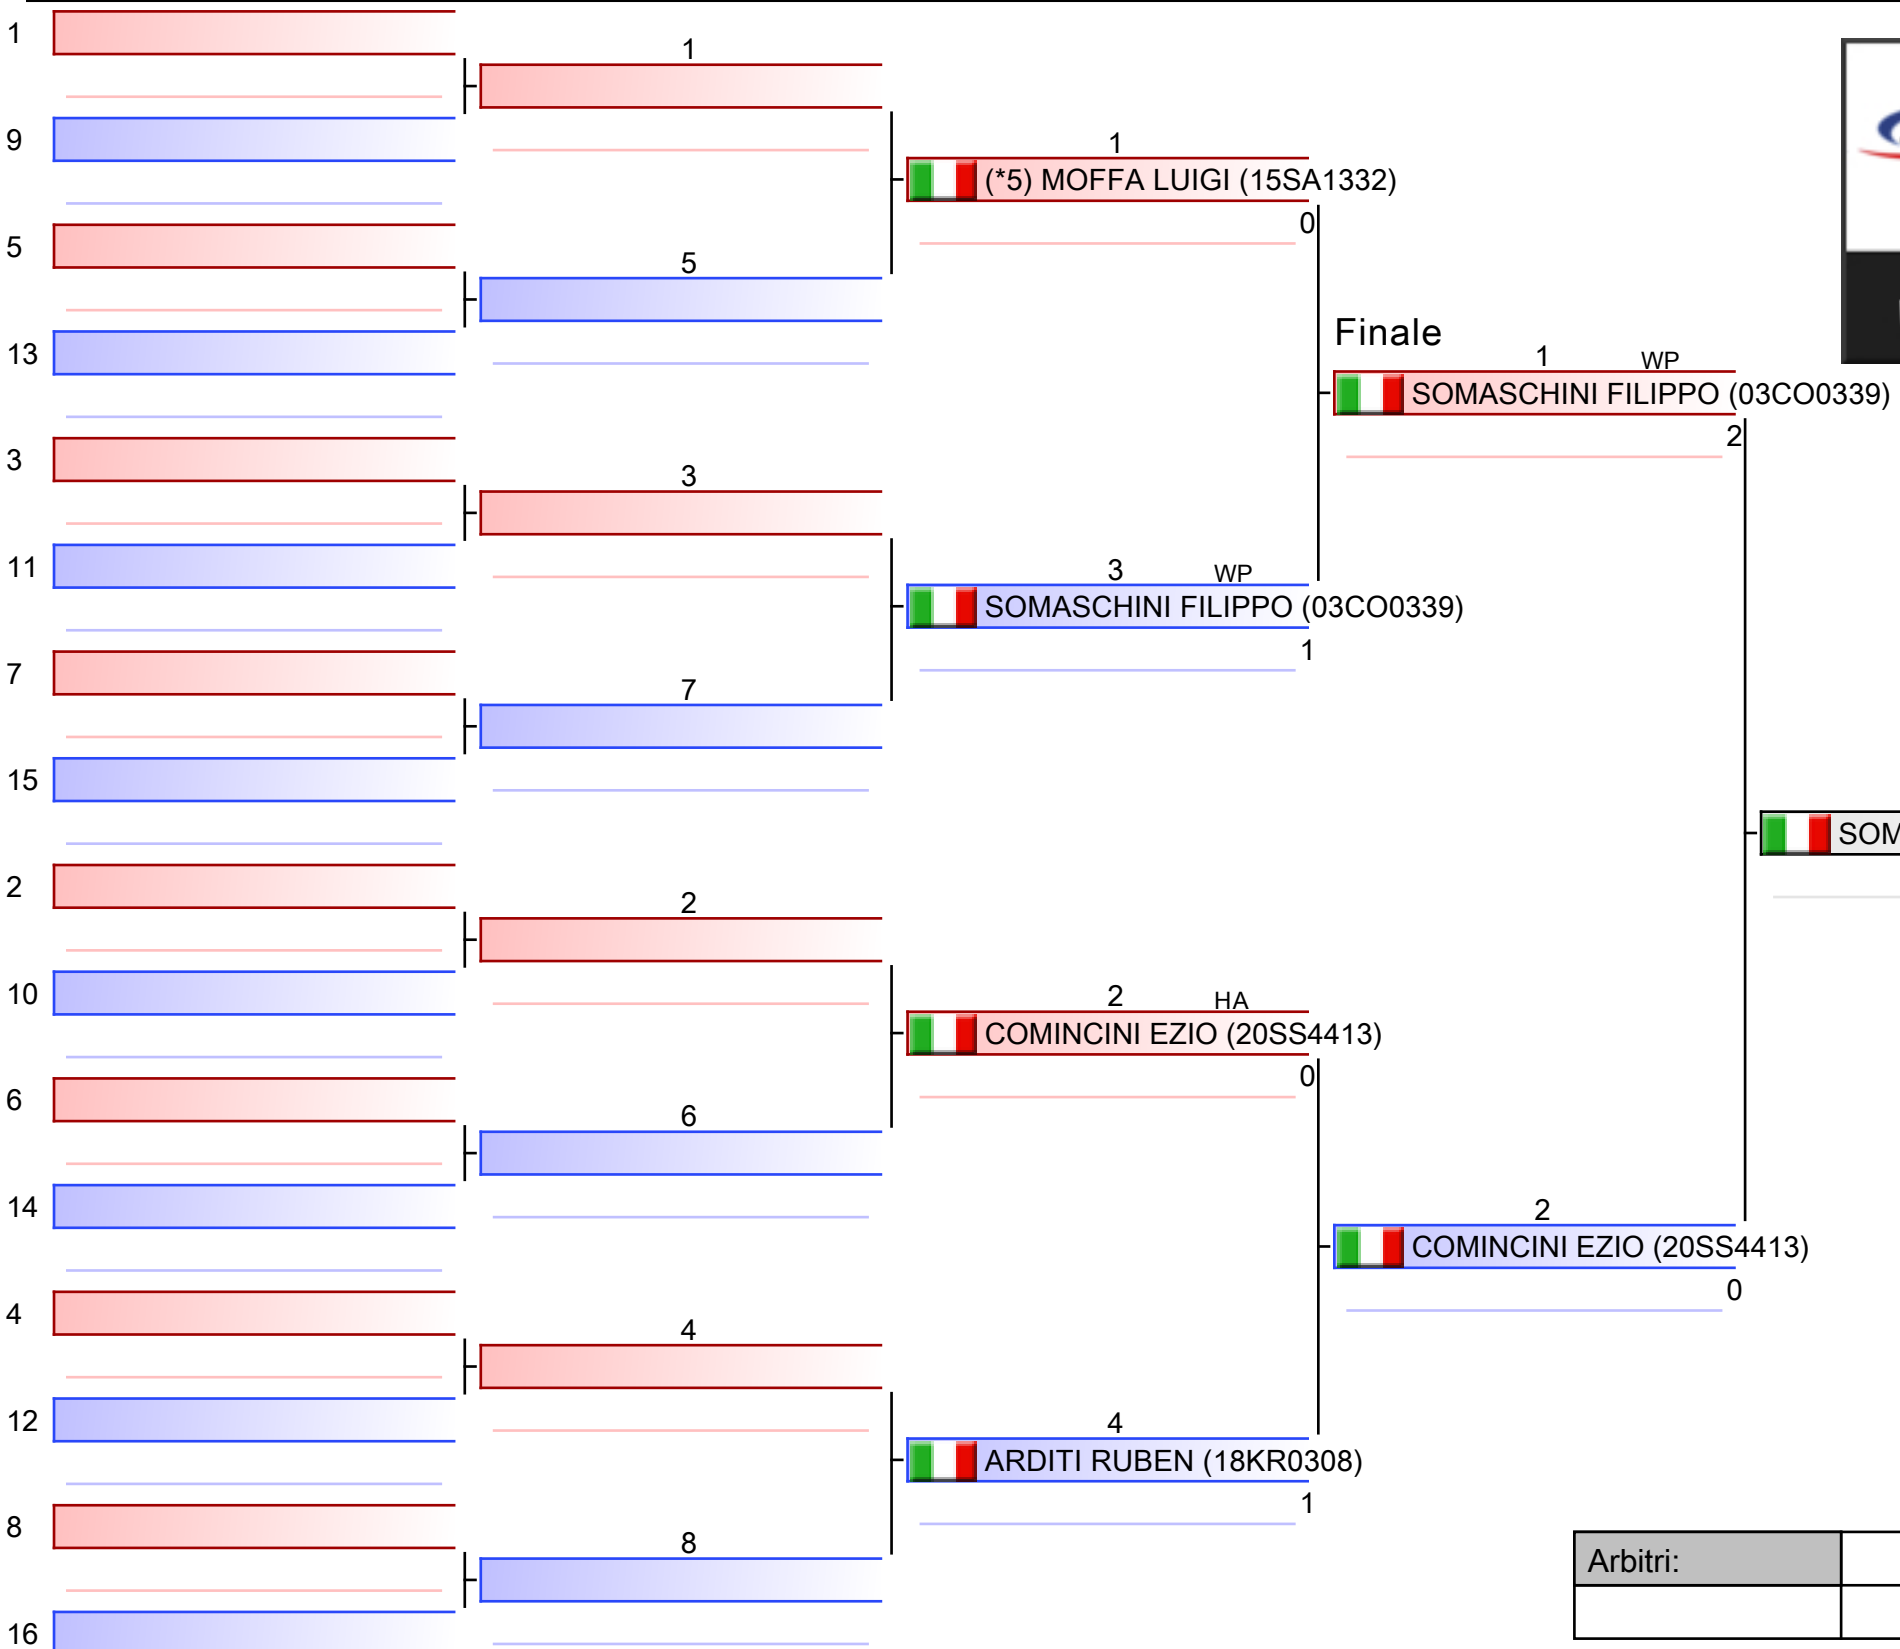 1
1
9
1
(*5) MOFFA LUIGI (15SA1332)
0
5
5
13
Finale
1 WP
SOMASCHINI FILIPPO (03CO0339)
2
3
3
11
3 WP
SOMASCHINI FILIPPO (03CO0339)
1
7
7
15
SOM
2
2
10
2 HA
COMINCINI EZIO (20SS4413)
0
6
6
14
2
COMINCINI EZIO (20SS4413)
0
4
4
12
4
ARDITI RUBEN (18KR0308)
1
8
8
16
Arbitri: